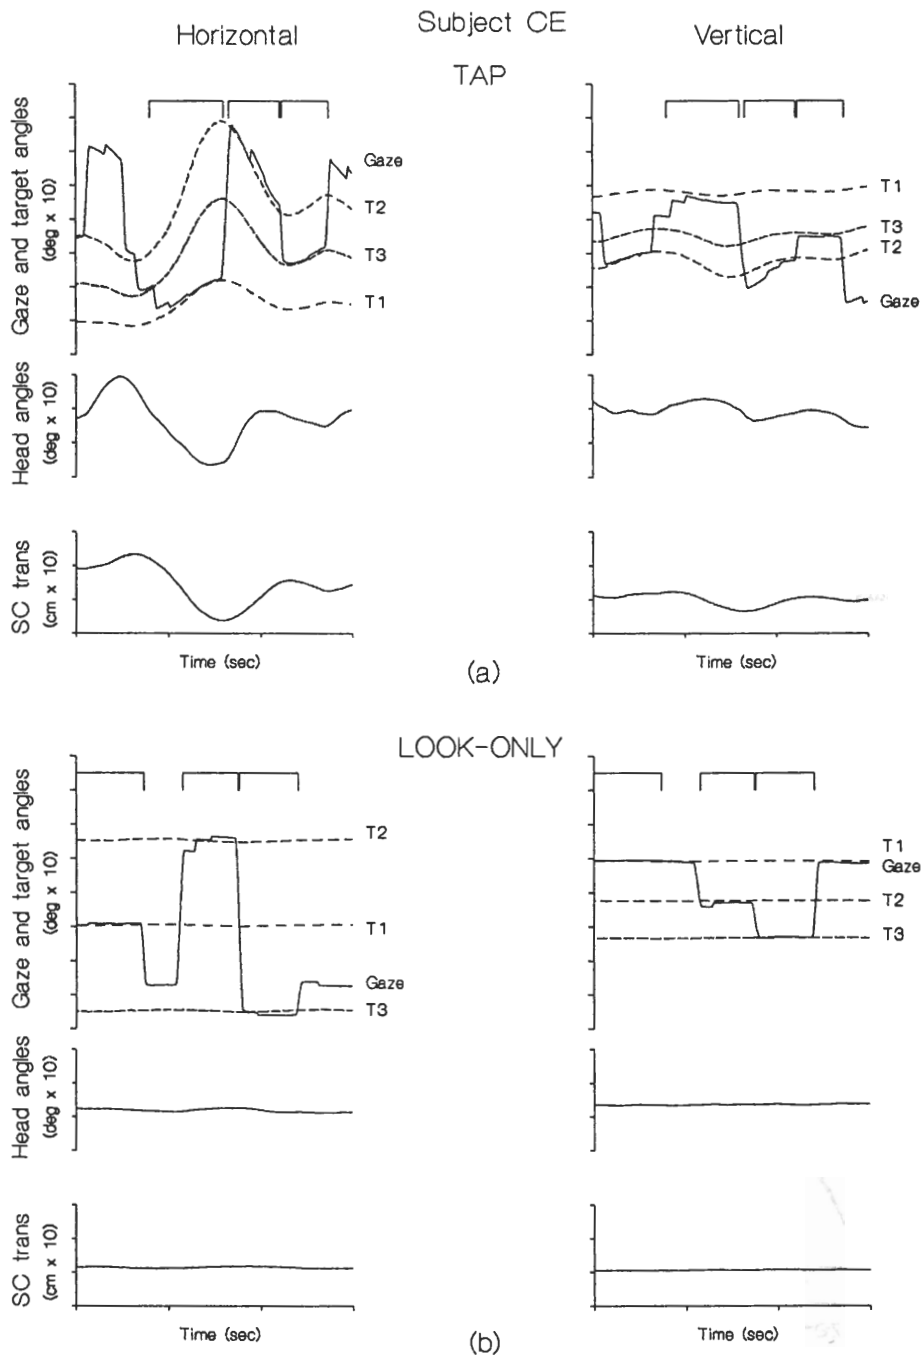 Subject CE
Horizontal
Vertical
TAP
Gaze and target angles
(deg x 10)
Gaze
T2
T3
T1
T1
T3
T2
Gaze
Head angles
(deg x 10)
SC trans
(cm x 10)
Time (sec)
Time (sec)
(a)
LOOK-ONLY
Gaze and target angles
(deg x 10)
T2
T1
Gaze
T3
T1
Gaze
T2
T3
Head angles
(deg x 10)
SC trans
(cm x 10)
Time (sec)
Time (sec)
(b)